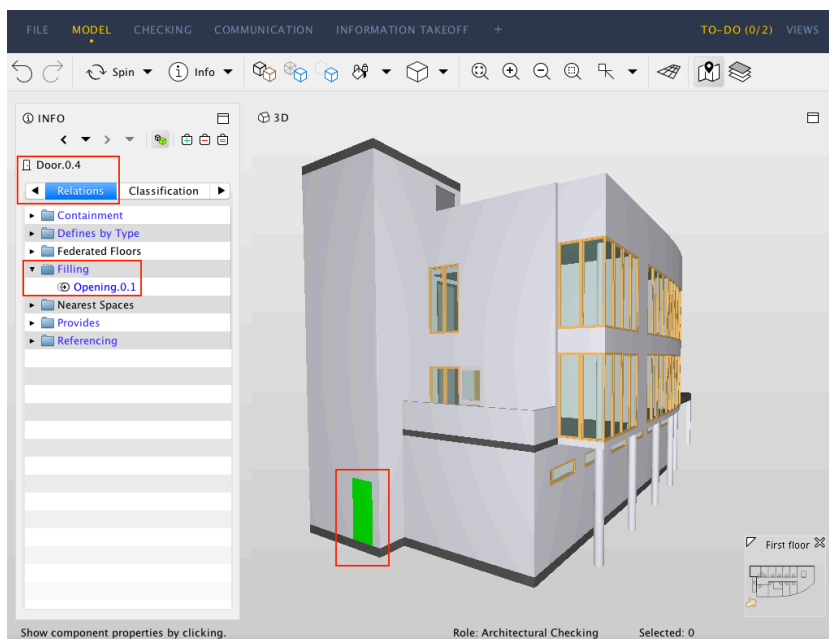 FILE MODEL CHECKING COMMUNICATION INFORMATION TAKEOFF + TO-DO (0/2) VIEWS
Spin Info
INFO
3D
Door.0.4
Relations Classification
Containment
Defines by Type
Federated Floors
Filling
Opening.0.1
Nearest Spaces
Provides
Referencing
First floor
Show component properties by clicking. Role: Architectural Checking Selected: 0